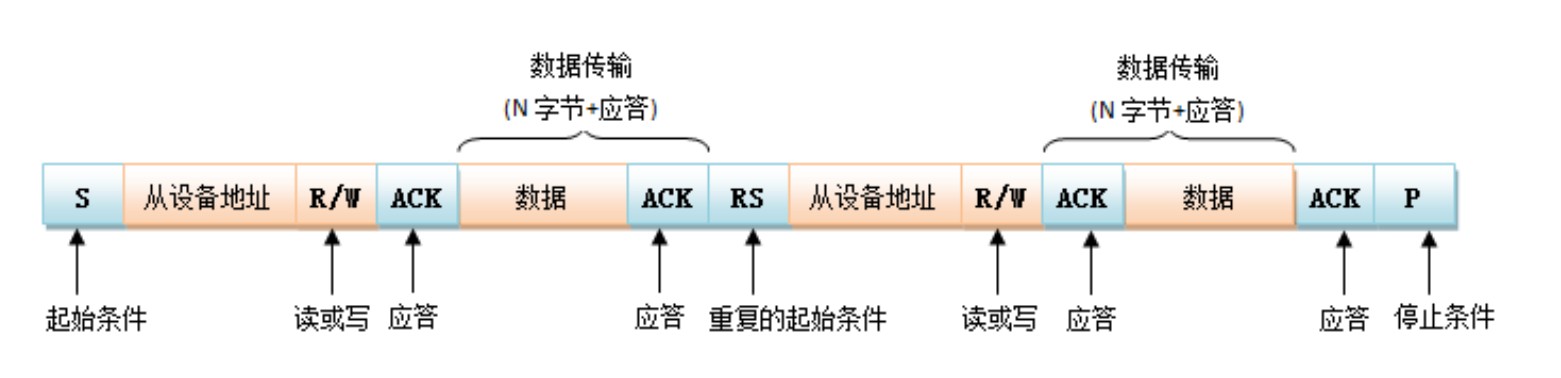 数据传输 数据传输
(N 字节+应答) (N 字节+应答)
S 从设备地址 R/W ACK 数据 ACK RS 从设备地址 R/W ACK 数据 ACK P
起始条件 读或写 应答 应答 重复的起始条件 读或写 应答 应答 停止条件